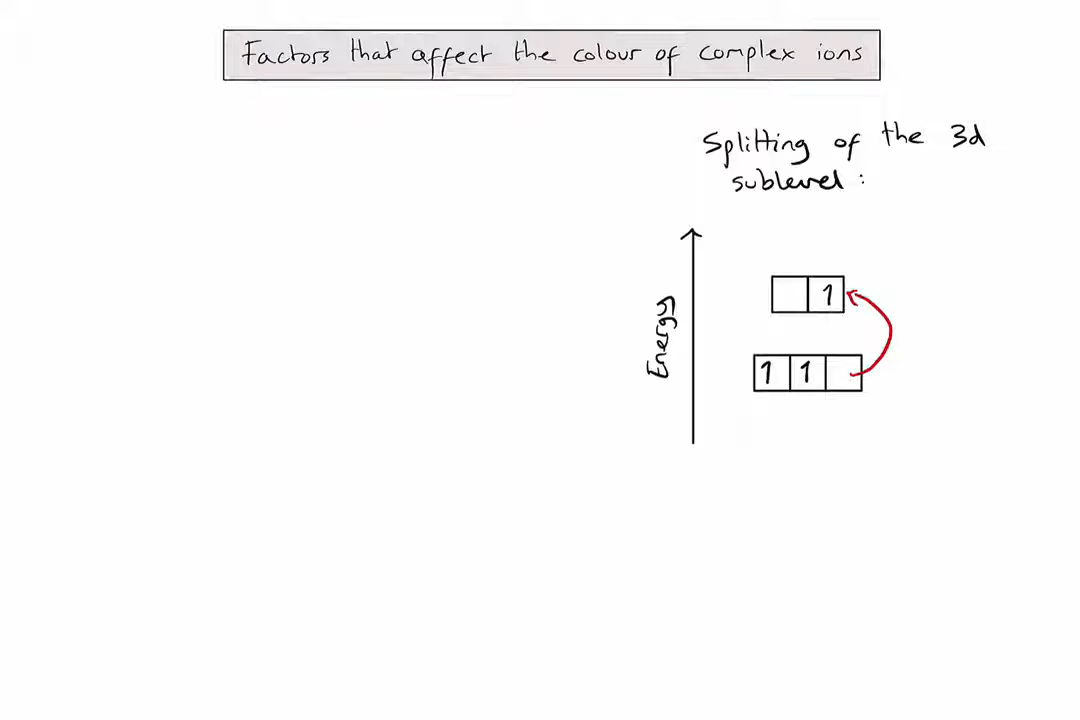 Factors that affect the colour of complex ions
Splitting of the 3d
sublevel :
Energy
1
1 1